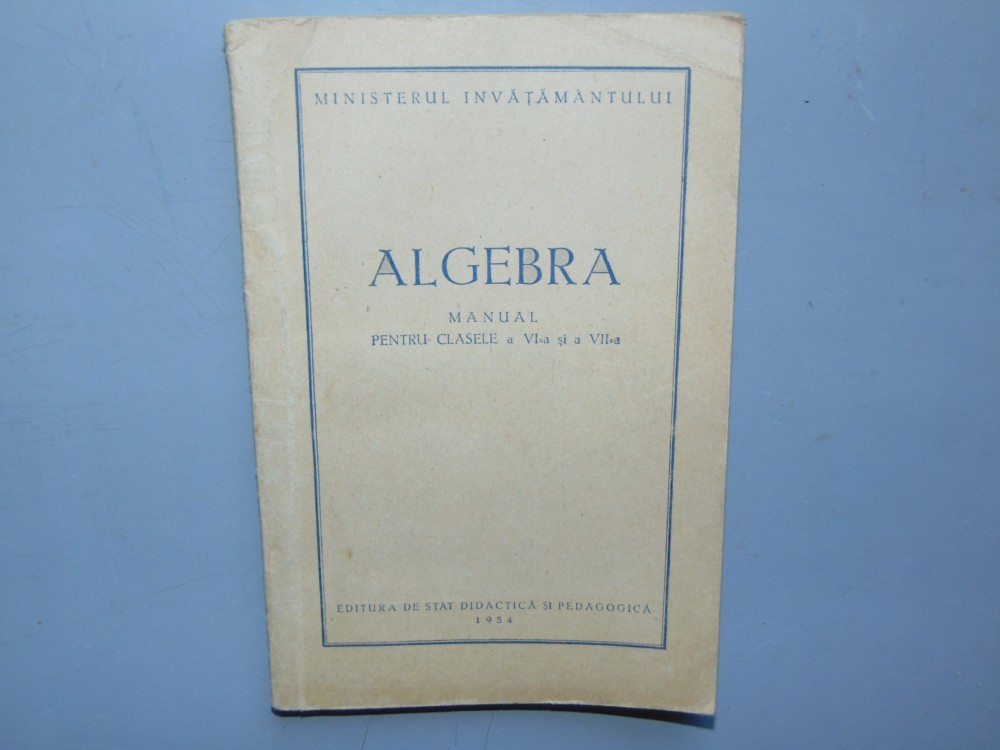 MINISTERUL INVĂȚĂMÂNTULUI
ALGEBRA
MANUAL
PENTRU CLASELE a VI-a și a VII-a
EDITURA DE STAT DIDACTICĂ ȘI PEDAGOGICĂ
1954